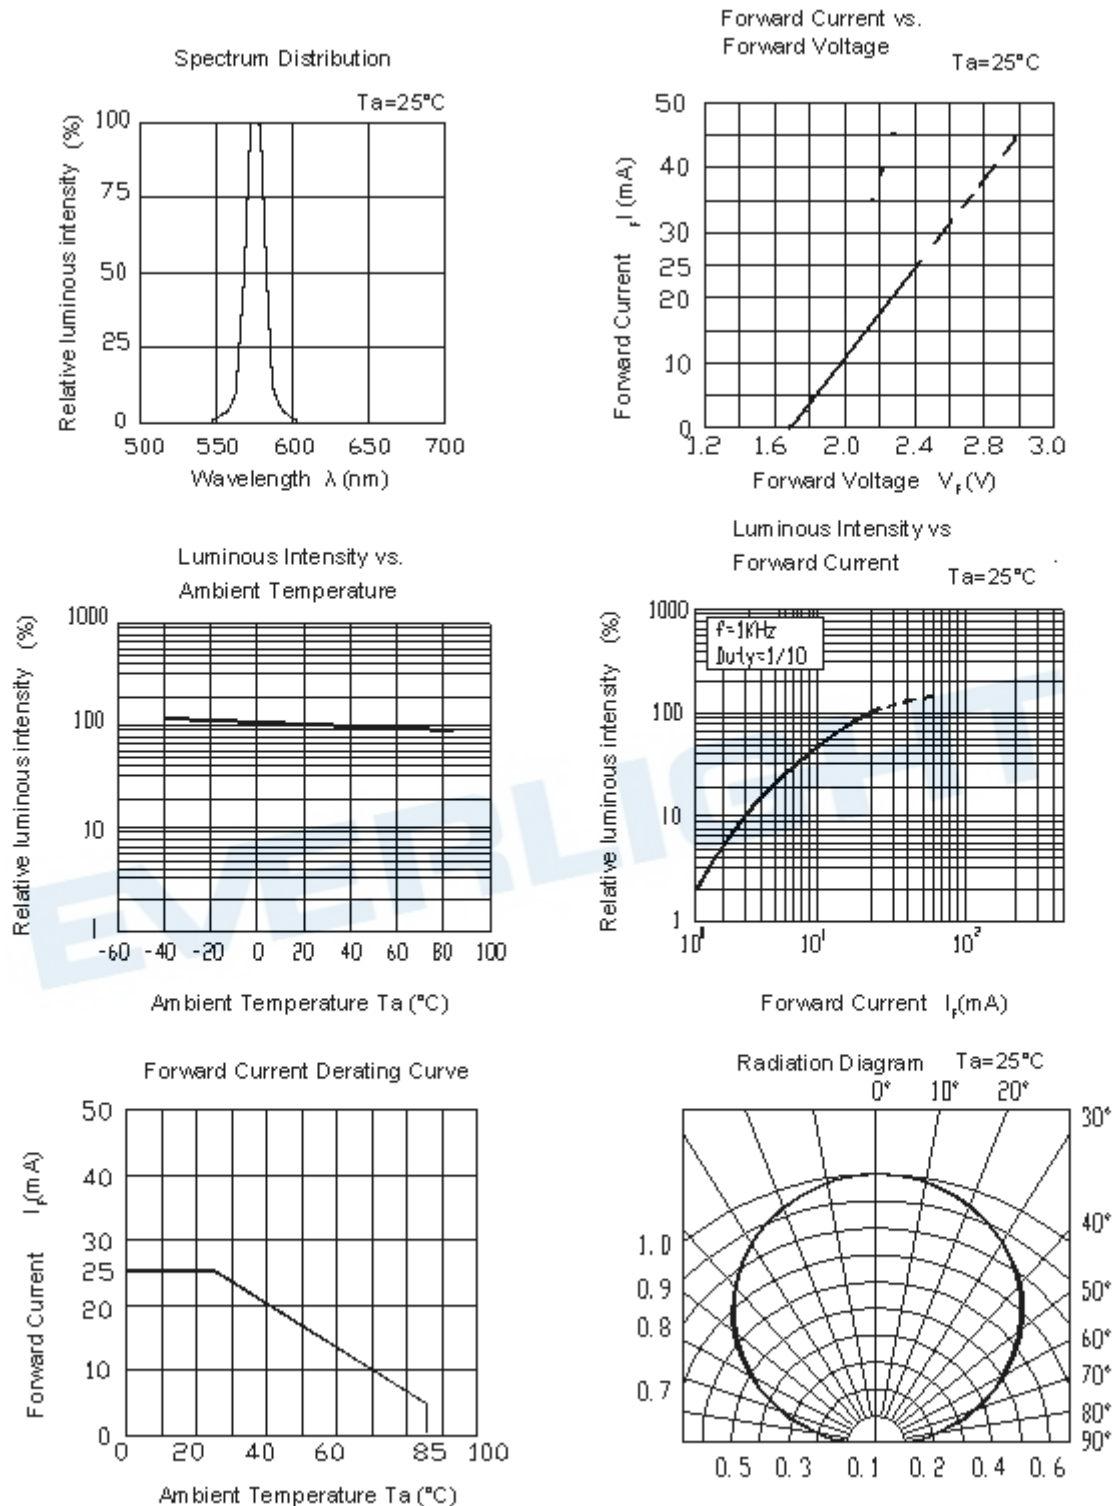 Spectrum Distribution
Ta=25°C
Relative luminous intensity (%)
100
75
50
25
0
500 550 600 650 700
Wavelength λ (nm)
Forward Current vs.
Forward Voltage
Ta=25°C
Forward Current FI (mA)
50
40
30
25
20
10
0
1.2 1.6 2.0 2.4 2.8 3.0
Forward Voltage VF(V)
Luminous Intensity vs.
Ambient Temperature
Relative luminous intensity (%)
1000
100
10
1
-60 -40 -20 0 20 40 60 80 100
Ambient Temperature Ta (°C)
Luminous Intensity vs
Forward Current
Ta=25°C
f=1KHz
Duty=1/10
Relative luminous intensity (%)
1000
100
10
1
10¹ 10²
Forward Current IF(mA)
EVERLIGHT
Forward Current Derating Curve
Forward Current IF(mA)
50
40
30
25
20
10
0
0 40 60 85 100
Ambient Temperature Ta (°C)
Radiation Diagram Ta=25°C
0° 10° 20°
30°
40°
50°
60°
70°
80°
90°
1.0
0.9
0.8
0.7
0.5 0.3 0.1 0.2 0.4 0.6